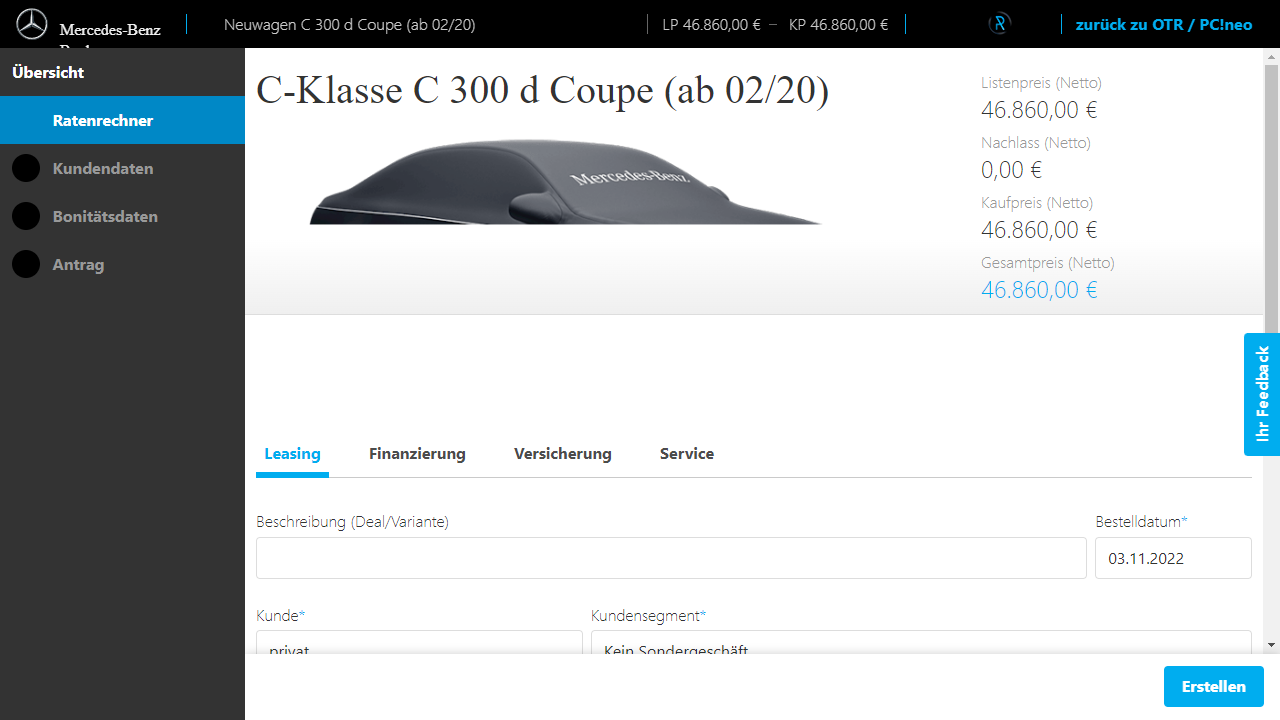 Mercedes-Benz
Neuwagen C 300 d Coupe (ab 02/20)
LP 46.860,00 € – KP 46.860,00 €
zurück zu OTR / PC!neo
Übersicht
Ratenrechner
Kundendaten
Bonitätsdaten
Antrag
C-Klasse C 300 d Coupe (ab 02/20)
Mercedes-Benz.
Listenpreis (Netto)
46.860,00 €
Nachlass (Netto)
0,00 €
Kaufpreis (Netto)
46.860,00 €
Gesamtpreis (Netto)
46.860,00 €
Ihr Feedback
Leasing Finanzierung Versicherung Service
Beschreibung (Deal/Variante) Bestelldatum*
03.11.2022
Kunde* Kundensegment*
privat Kein Sondergeschäft
Erstellen